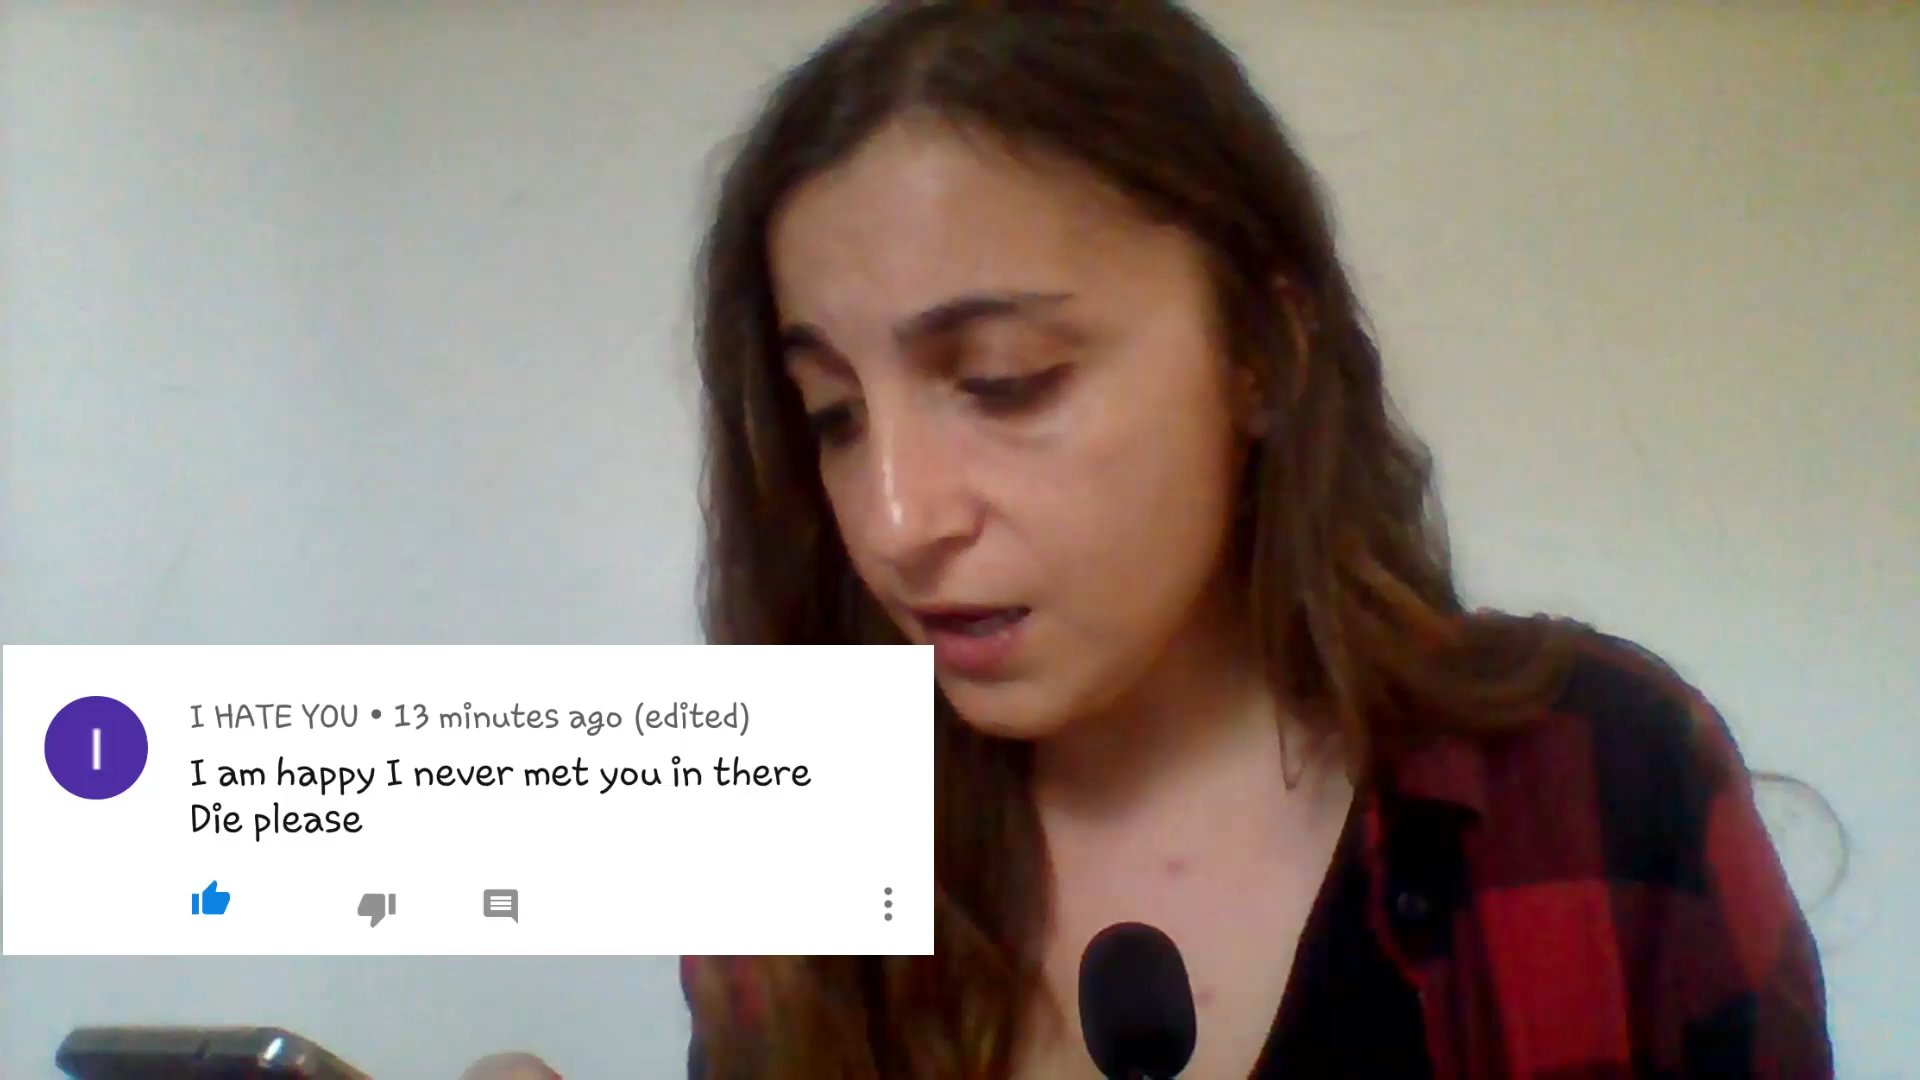 I
I HATE YOU • 13 minutes ago (edited)
I am happy I never met you in there
Die please